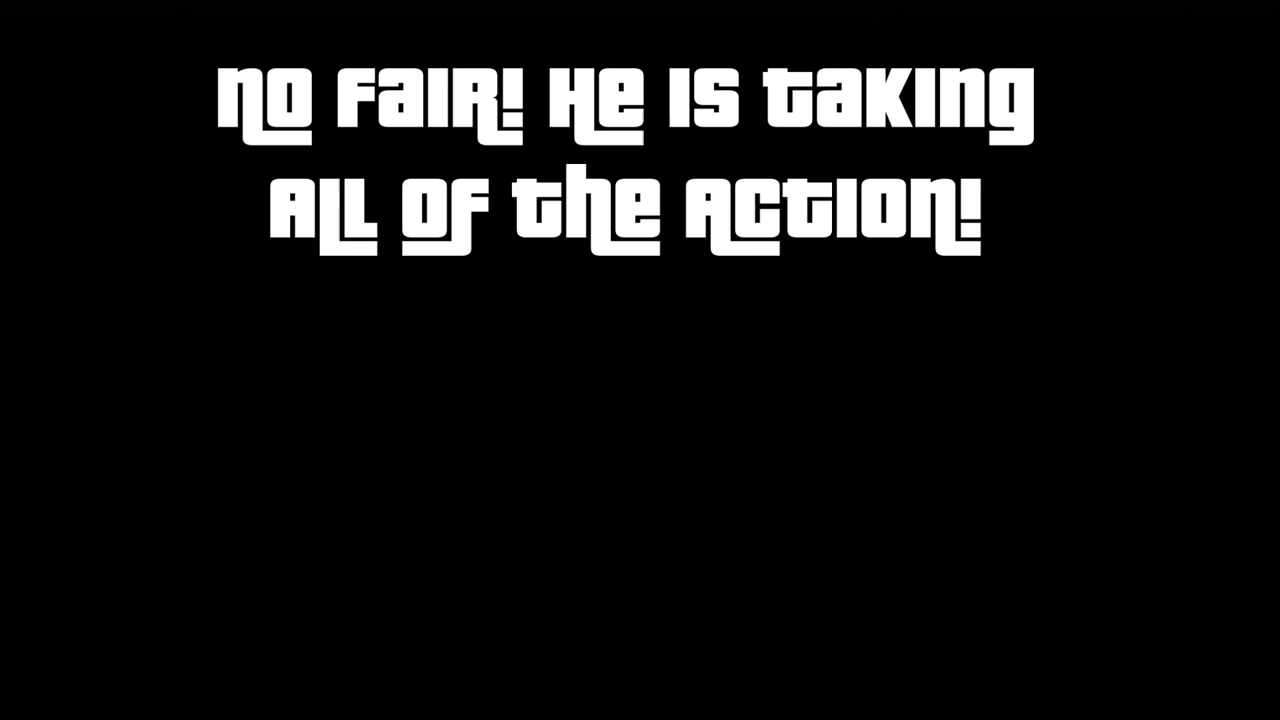 No Fair! He is taking
All of the Action!